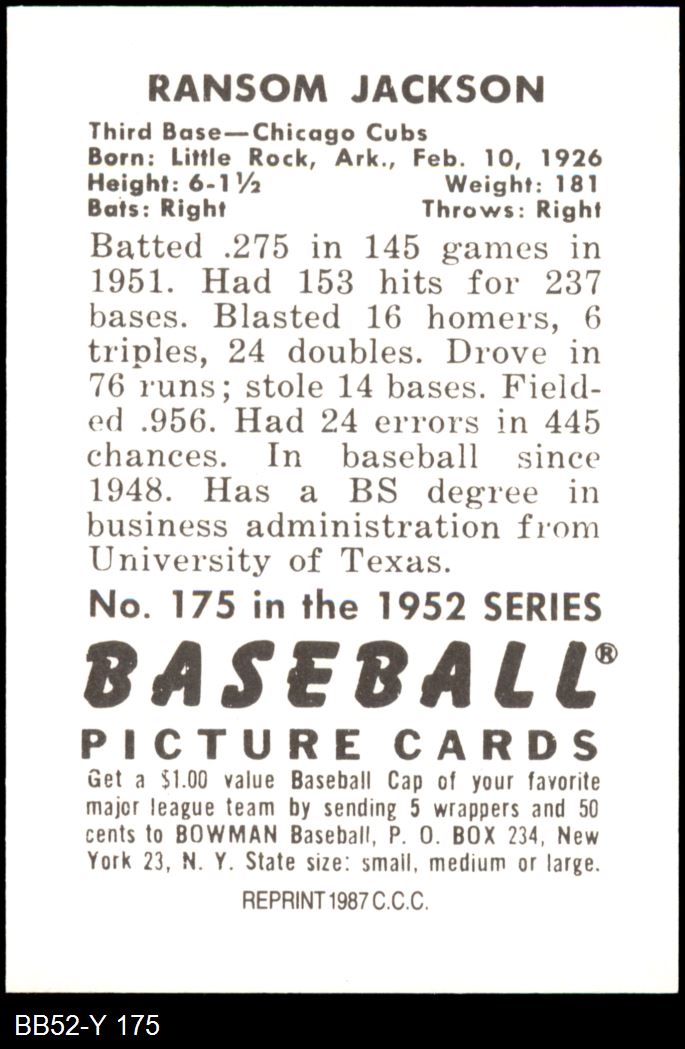 RANSOM JACKSON
Third Base—Chicago Cubs
Born: Little Rock, Ark., Feb. 10, 1926
Height: 6-1½ Weight: 181
Bats: Right Throws: Right
Batted .275 in 145 games in
1951. Had 153 hits for 237
bases. Blasted 16 homers, 6
triples, 24 doubles. Drove in
76 runs; stole 14 bases. Field-
ed .956. Had 24 errors in 445
chances. In baseball since
1948. Has a BS degree in
business administration from
University of Texas.
No. 175 in the 1952 SERIES
BASEBALL®
PICTURE CARDS
Get a $1.00 value Baseball Cap of your favorite
major league team by sending 5 wrappers and 50
cents to BOWMAN Baseball, P. O. BOX 234, New
York 23, N. Y. State size: small, medium or large.
REPRINT 1987 C.C.C.
BB52-Y 175